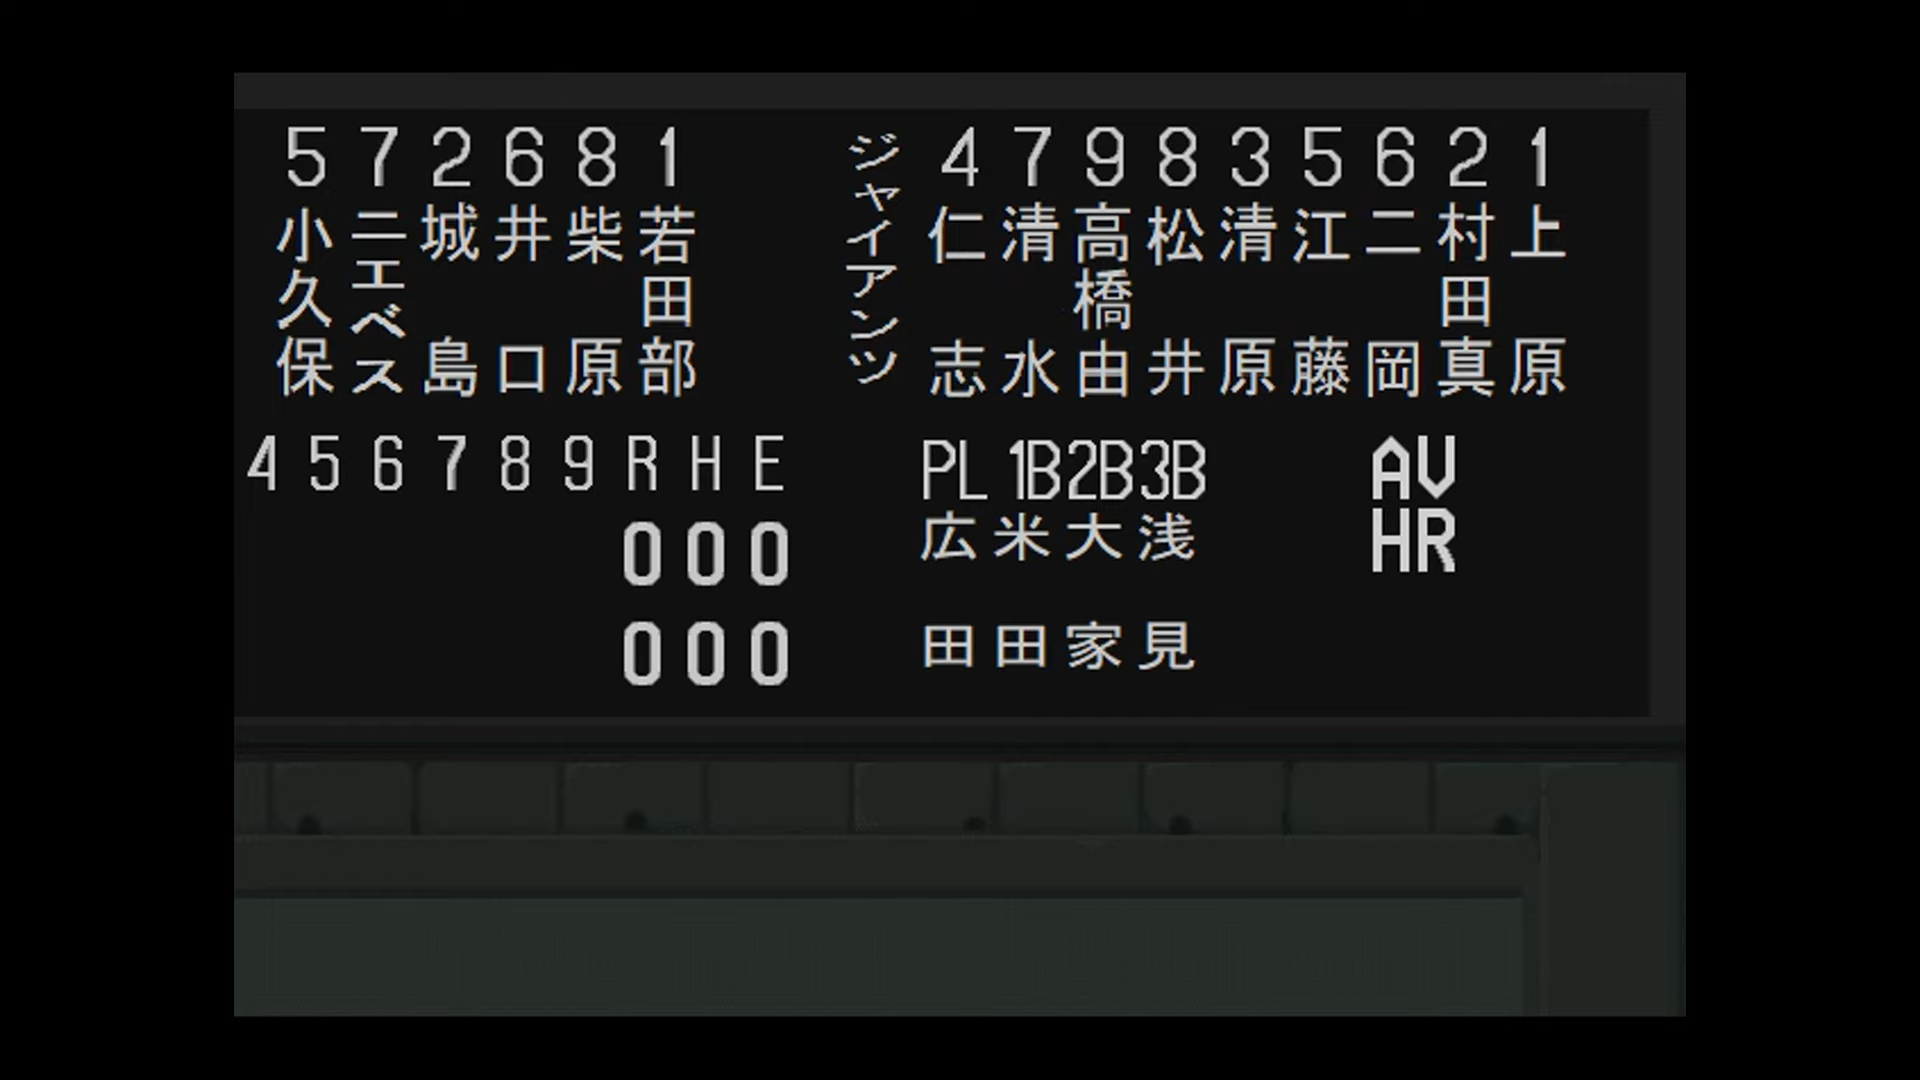 5 7 2 6 8 1
小久保 ニエベス 城島 井口 柴原 若田部
ジャイアンツ
4 7 9 8 3 5 6 2 1
仁志 清水 高橋由 松井 清原 江藤 二岡 村田真 上原
4 5 6 7 8 9 R H E
0 0 0
0 0 0
PL 1B 2B 3B
広田 米田 大家 浅見
AV
HR